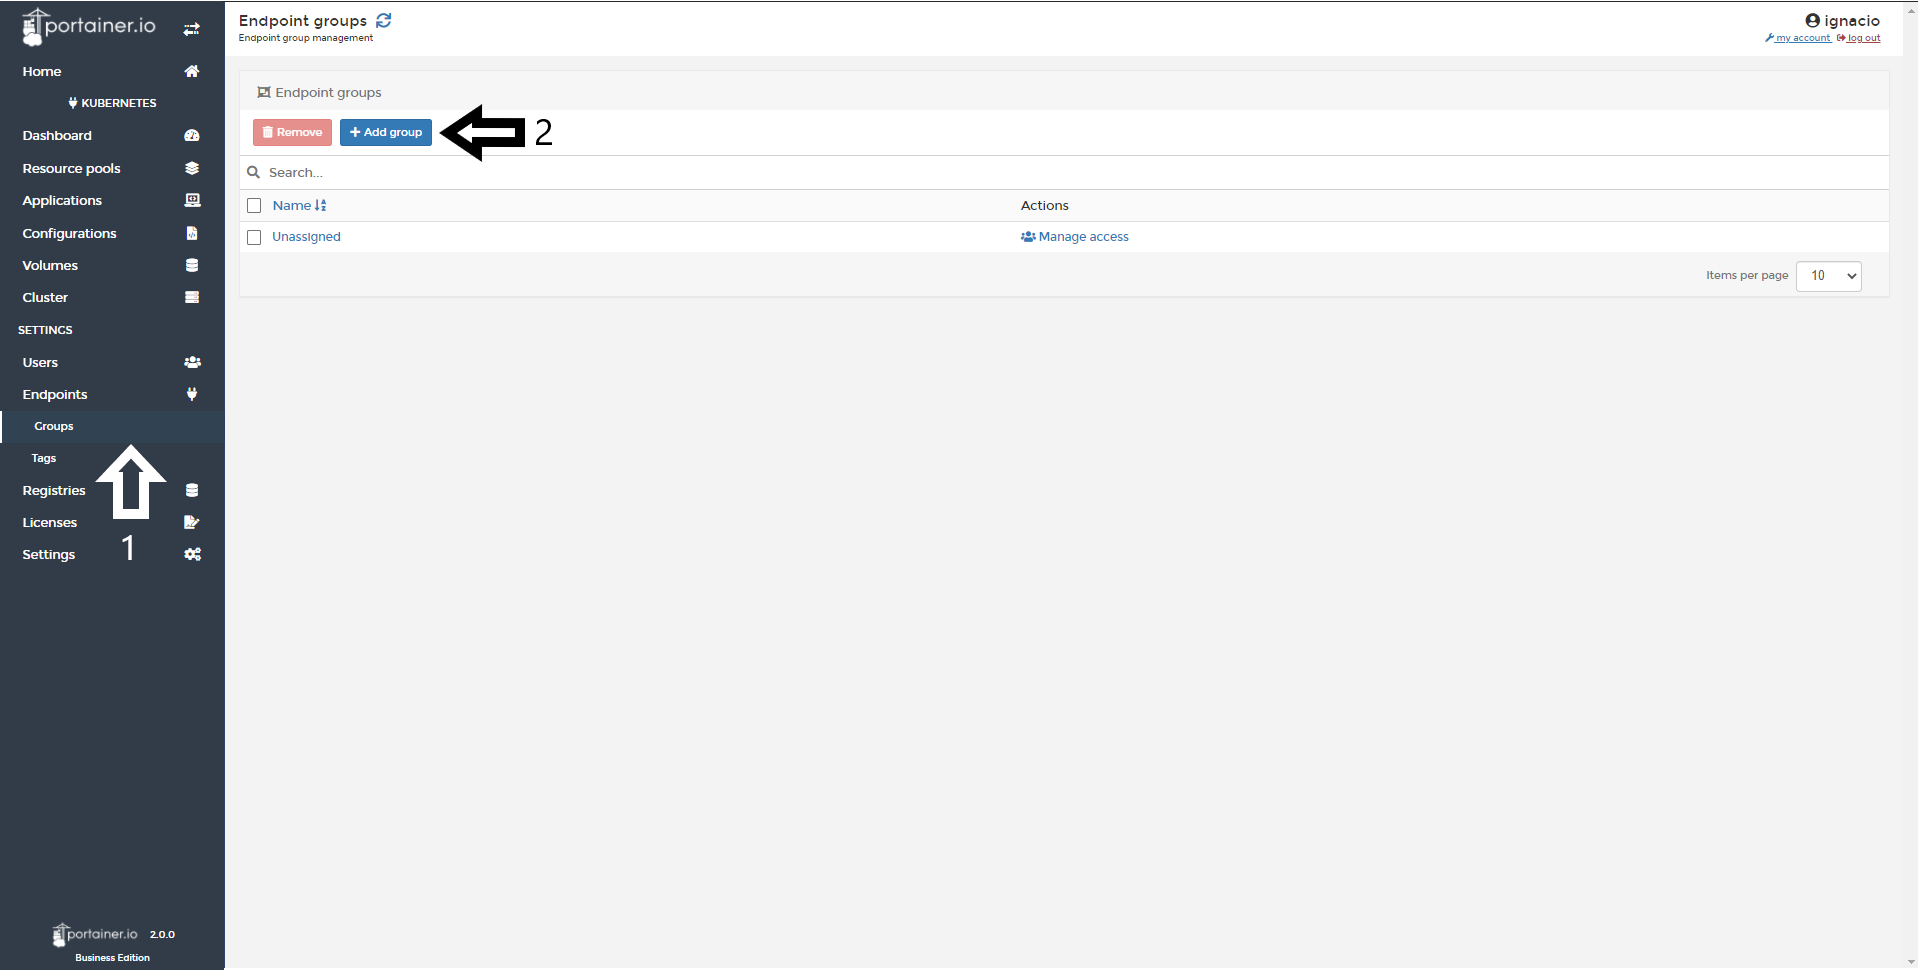 portainer.io
Home
KUBERNETES
Dashboard
Resource pools
Applications
Configurations
Volumes
Cluster
SETTINGS
Users
Endpoints
Groups
Tags
Registries
Licenses
Settings
1
portainer.io 2.0.0
Business Edition
Endpoint groups
Endpoint group management
ignacio
my account log out
Endpoint groups
Remove Add group 2
Search...
Name Actions
Unassigned Manage access
Items per page 10